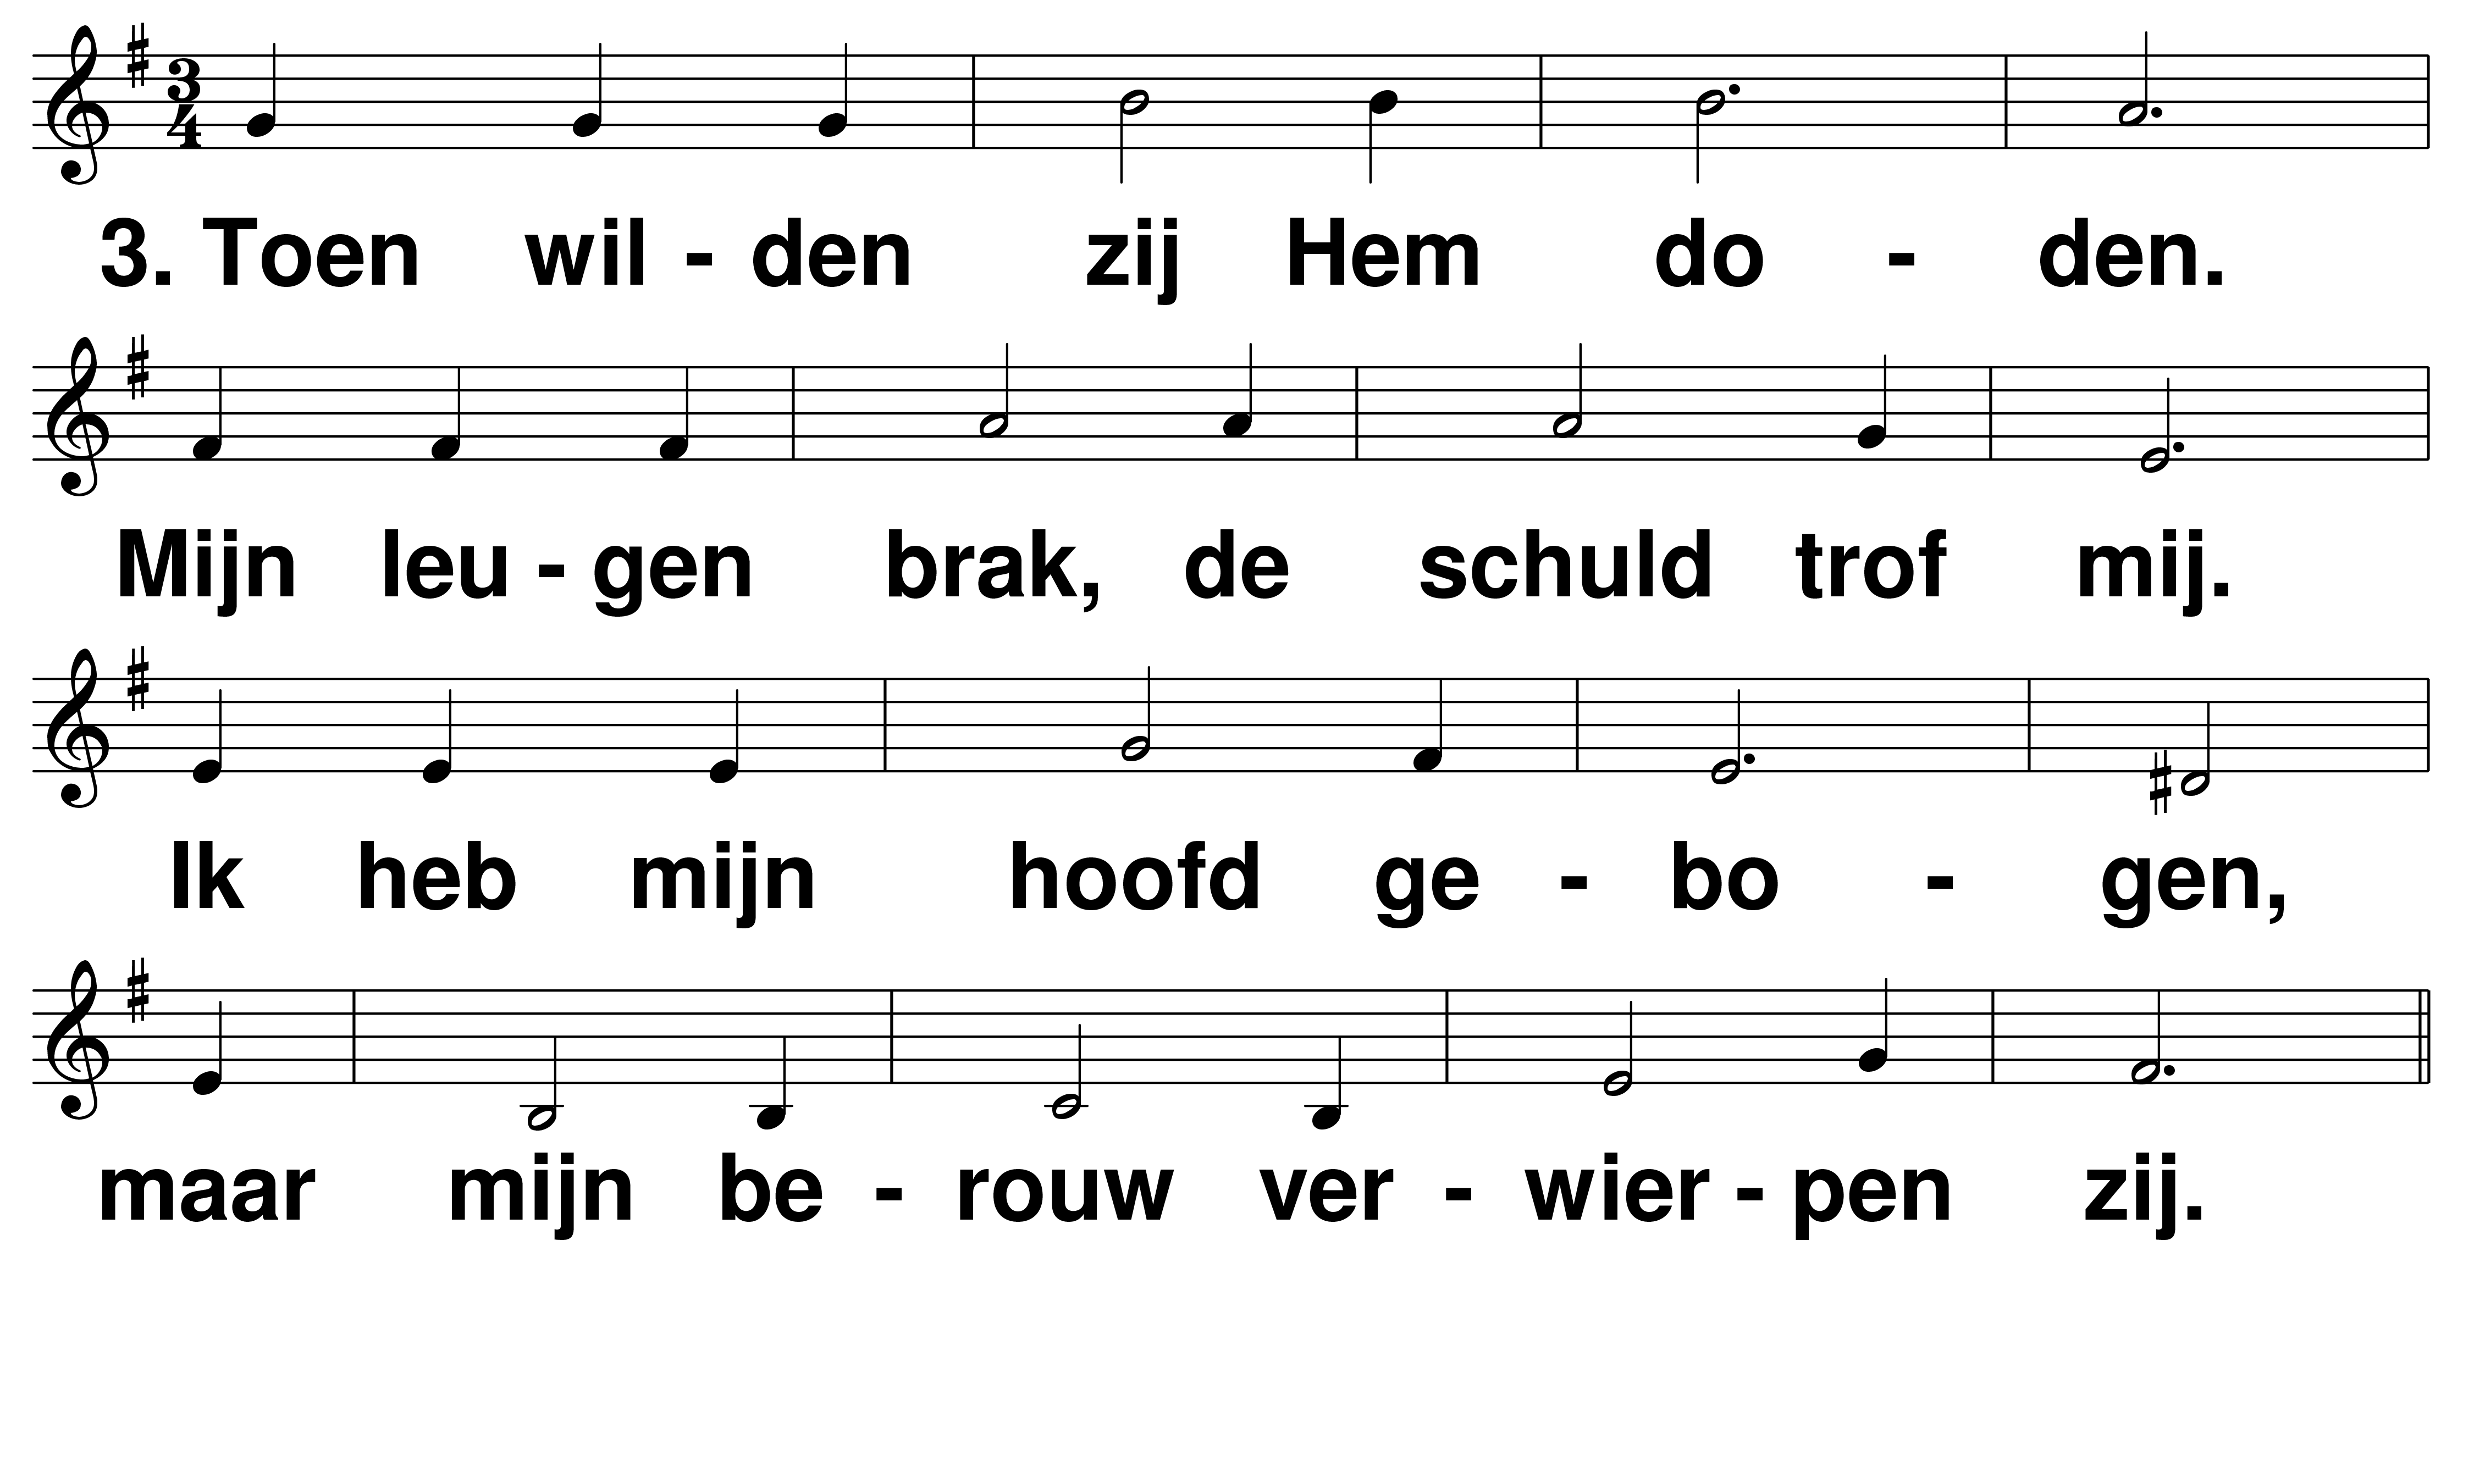 3. Toen wil - den zij Hem do - den.
Mijn leu - gen brak, de schuld trof mij.
Ik heb mijn hoofd ge - bo - gen,
maar mijn be - rouw ver - wier - pen zij.